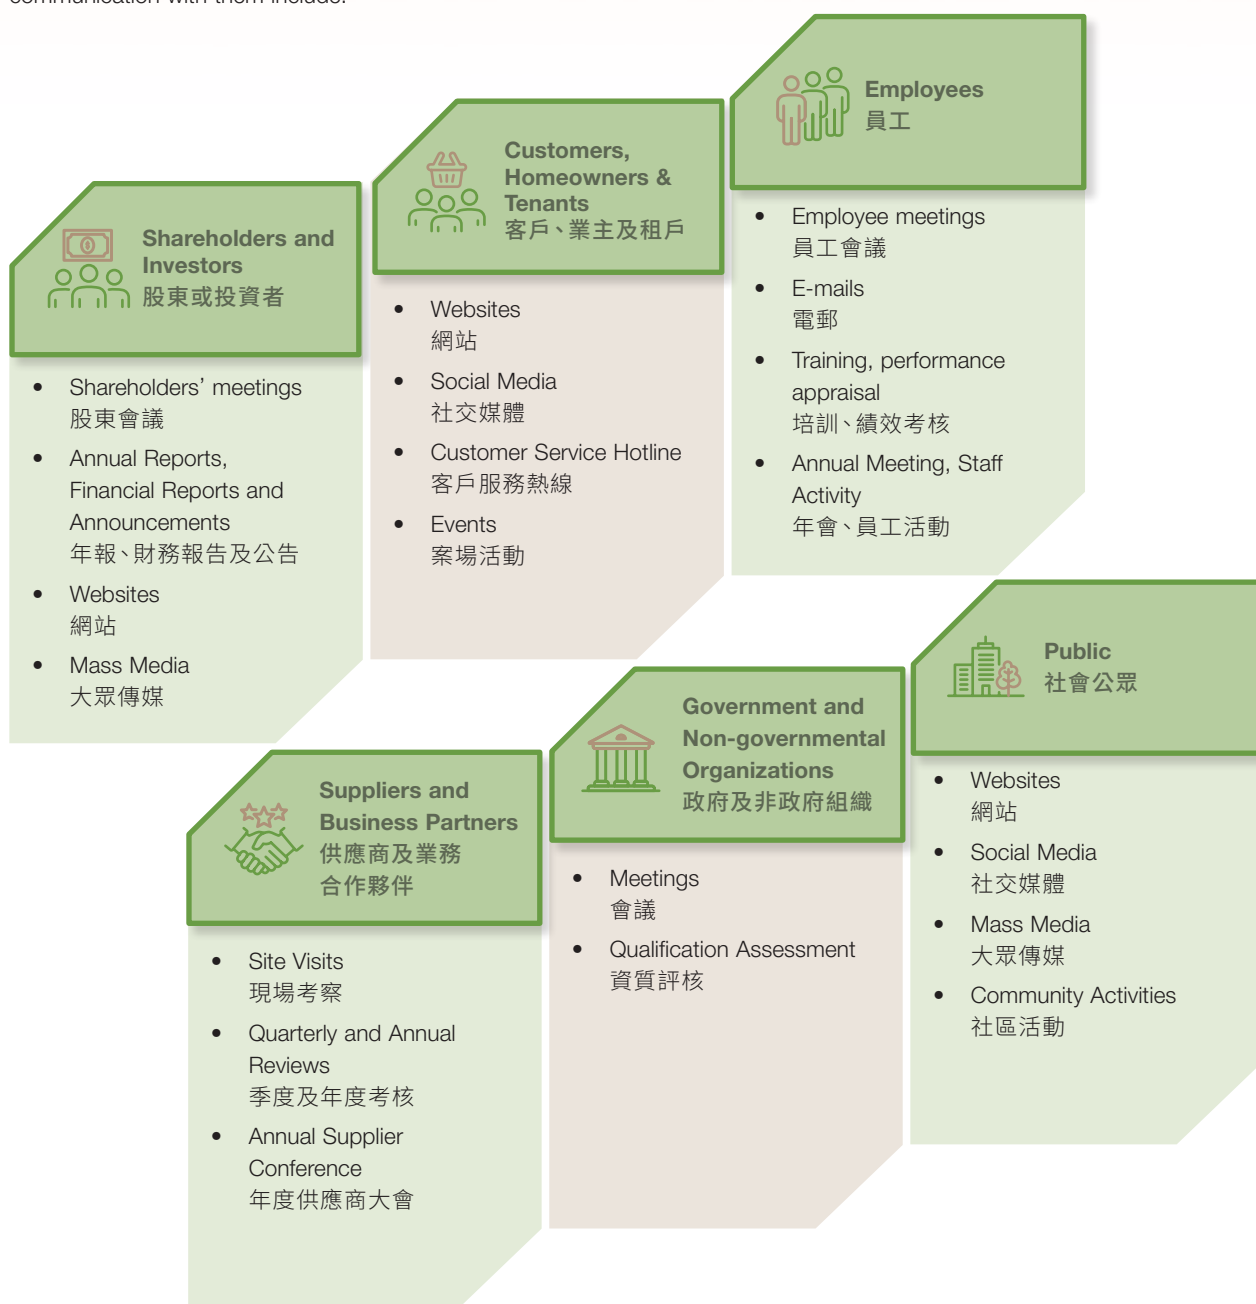 communication with them include:
Shareholders and
Investors
股東或投資者
• Shareholders’ meetings
股東會議
• Annual Reports,
Financial Reports and
Announcements
年報、財務報告及公告
• Websites
網站
• Mass Media
大眾傳媒
Customers,
Homeowners &
Tenants
客戶、業主及租戶
• Websites
網站
• Social Media
社交媒體
• Customer Service Hotline
客戶服務熱線
• Events
案場活動
Employees
員工
• Employee meetings
員工會議
• E-mails
電郵
• Training, performance
appraisal
培訓、績效考核
• Annual Meeting, Staff
Activity
年會、員工活動
Suppliers and
Business Partners
供應商及業務
合作夥伴
• Site Visits
現場考察
• Quarterly and Annual
Reviews
季度及年度考核
• Annual Supplier
Conference
年度供應商大會
Government and
Non-governmental
Organizations
政府及非政府組織
• Meetings
會議
• Qualification Assessment
資質評核
Public
社會公眾
• Websites
網站
• Social Media
社交媒體
• Mass Media
大眾傳媒
• Community Activities
社區活動